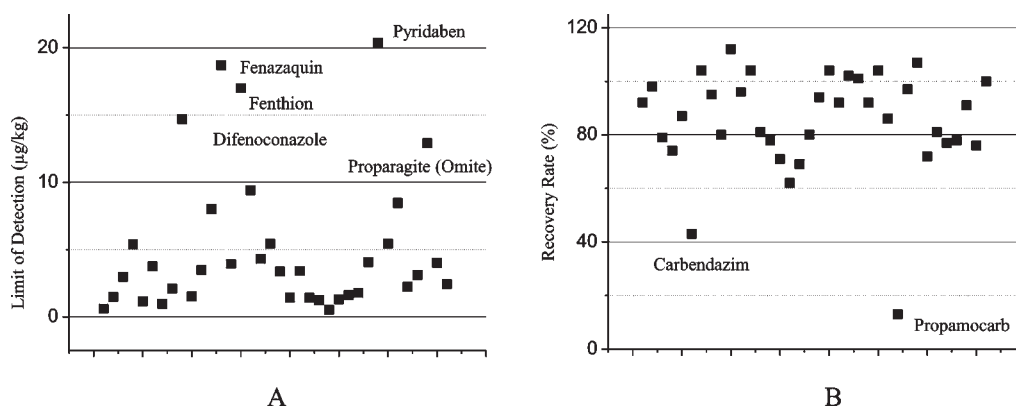 Limit of Detection (μg/kg)
20
10
0
Pyridaben
Fenazaquin
Fenthion
Difenoconazole
Proparagite (Omite)
A
Recovery Rate (%)
120
80
40
0
Carbendazim
Propamocarb
B